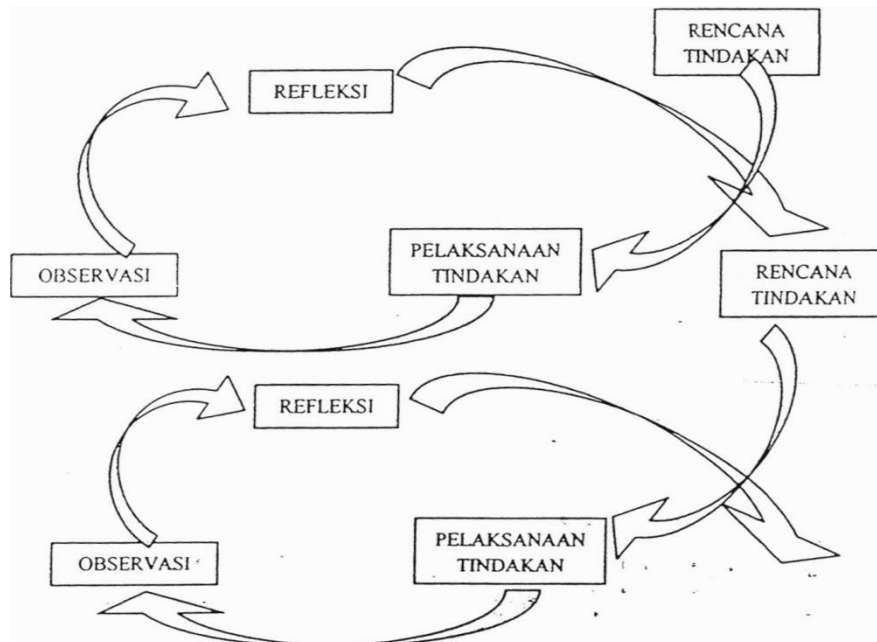 RENCANA
TINDAKAN
REFLEKSI
PELAKSANAAN
TINDAKAN
OBSERVASI
RENCANA
TINDAKAN
REFLEKSI
PELAKSANAAN
TINDAKAN
OBSERVASI